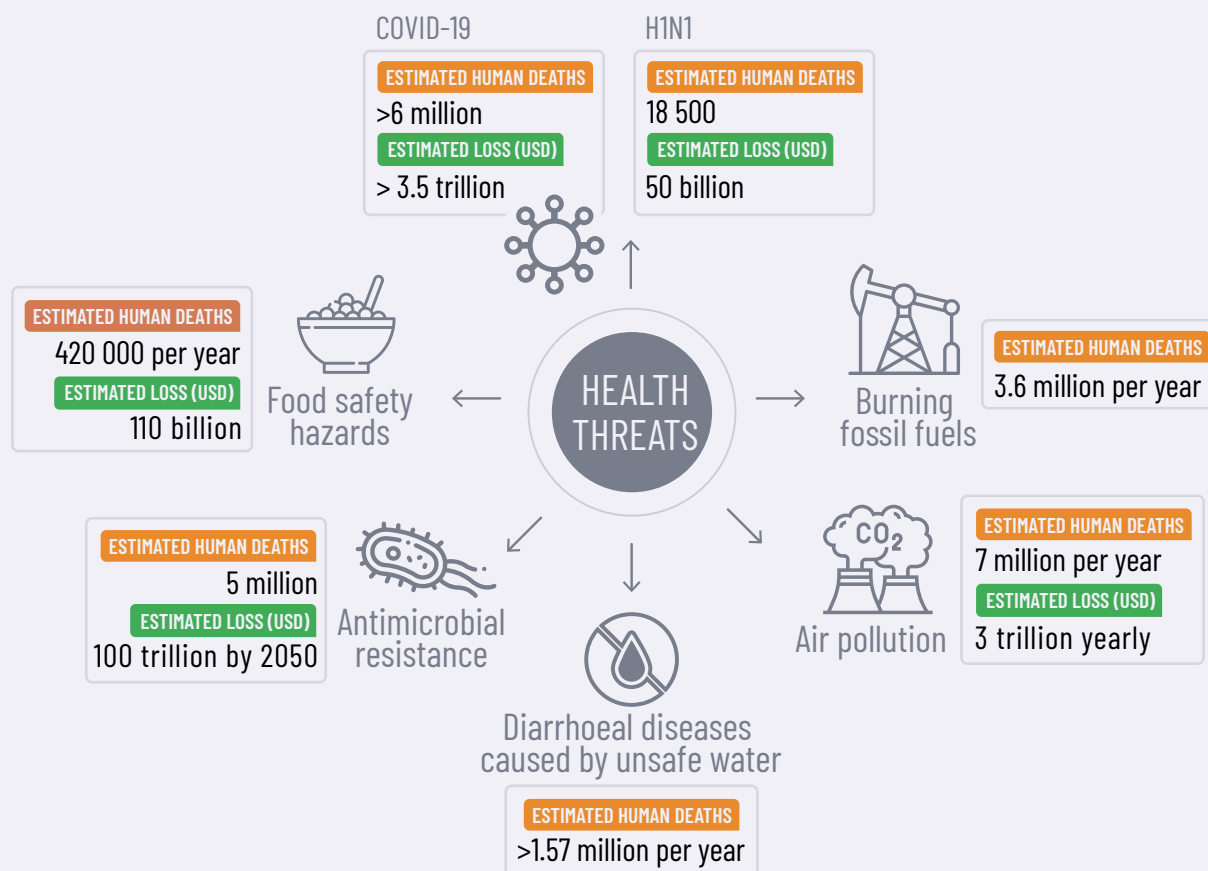 COVID-19
ESTIMATED HUMAN DEATHS
>6 million
ESTIMATED LOSS (USD)
> 3.5 trillion
H1N1
ESTIMATED HUMAN DEATHS
18 500
ESTIMATED LOSS (USD)
50 billion
ESTIMATED HUMAN DEATHS
420 000 per year
ESTIMATED LOSS (USD)
110 billion
Food safety
hazards
HEALTH
THREATS
Burning
fossil fuels
ESTIMATED HUMAN DEATHS
3.6 million per year
ESTIMATED HUMAN DEATHS
5 million
ESTIMATED LOSS (USD)
100 trillion by 2050
Antimicrobial
resistance
CO2
Air pollution
ESTIMATED HUMAN DEATHS
7 million per year
ESTIMATED LOSS (USD)
3 trillion yearly
Diarrhoeal diseases
caused by unsafe water
ESTIMATED HUMAN DEATHS
>1.57 million per year